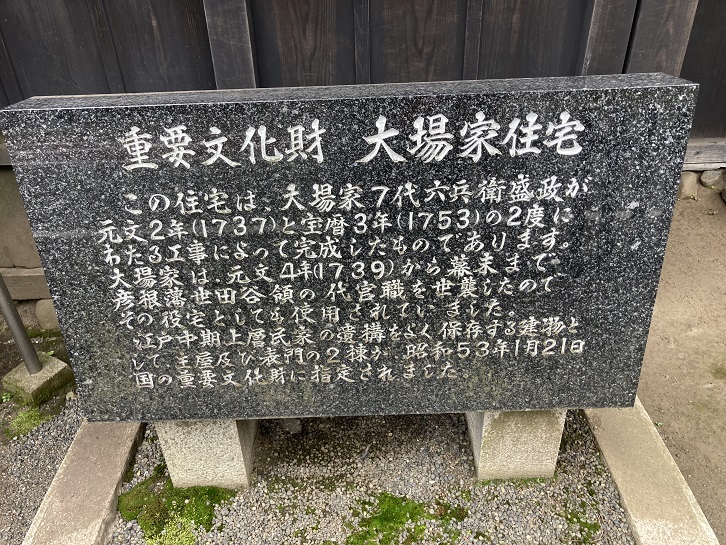 重要文化財 大場家住宅
この住宅は、大場家7代六兵衛盛政が
元文2年(1737)と宝暦3年(1753)の2度に
わたる工事によって完成したものであります。
大場家は、元文4年(1739)から幕末まで
彦根藩世田谷領の代官職を世襲したので
その役宅としても使用されていました。
江戸中期上層民家の遺構をよく保存する建物と
して、主屋及び表門の2棟が、昭和53年1月21日
国の重要文化財に指定されました。